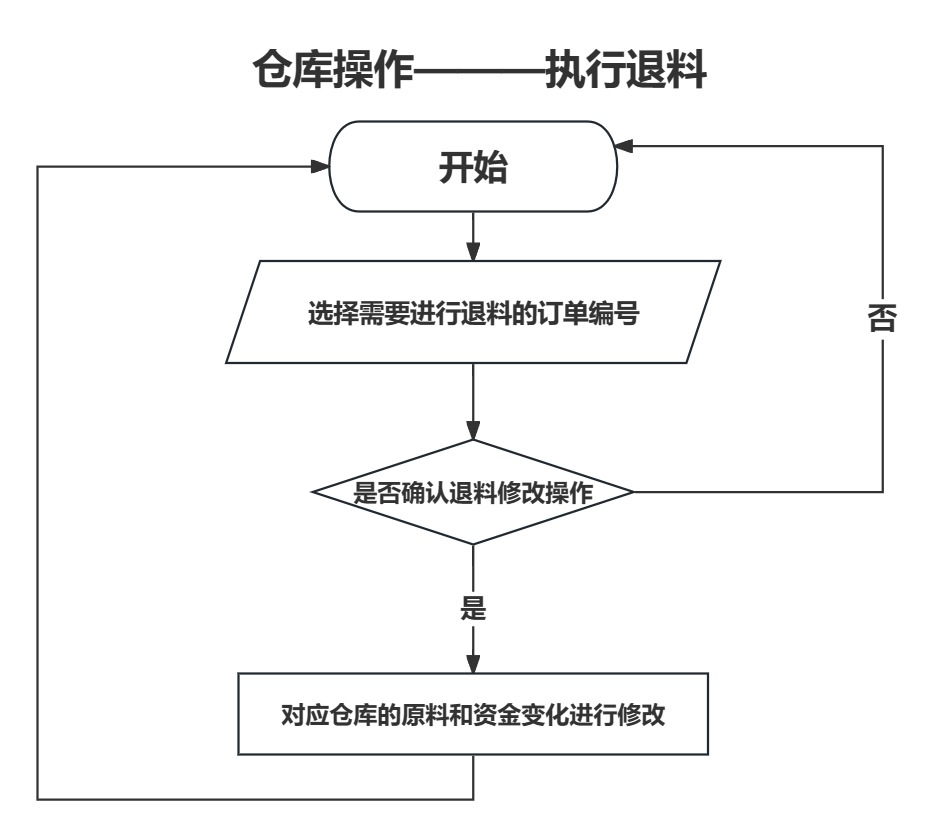 仓库操作———执行退料
开始
选择需要进行退料的订单编号
否
是否确认退料修改操作
是
对应仓库的原料和资金变化进行修改